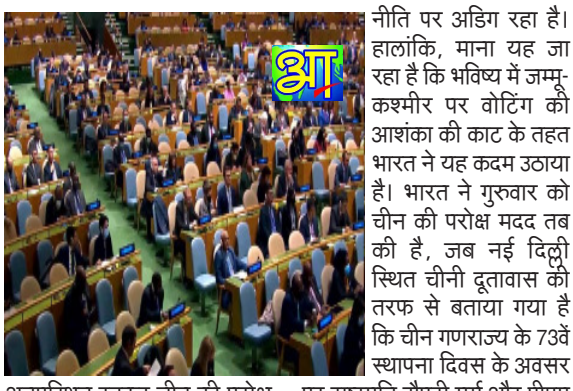 आ
नीति पर अडिग रहा है।
हालांकि, माना यह जा
रहा है कि भविष्य में जम्मू-
कश्मीर पर वोटिंग की
आशंका की काट के तहत
भारत ने यह कदम उठाया
है। भारत ने गुरुवार को
चीन की परोक्ष मदद तब
की है, जब नई दिल्ली
स्थित चीनी दूतावास की
तरफ से बताया गया है
कि चीन गणराज्य के 73वें
स्थापना दिवस के अवसर